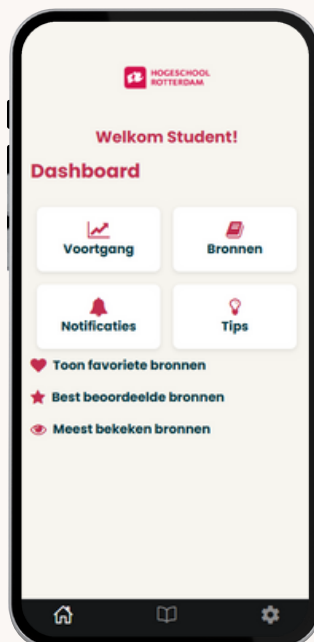 HOGESCHOOL
ROTTERDAM
Welkom Student!
Dashboard
Voortgang
Bronnen
Notificaties
Tips
Toon favoriete bronnen
Best beoordeelde bronnen
Meest bekeken bronnen